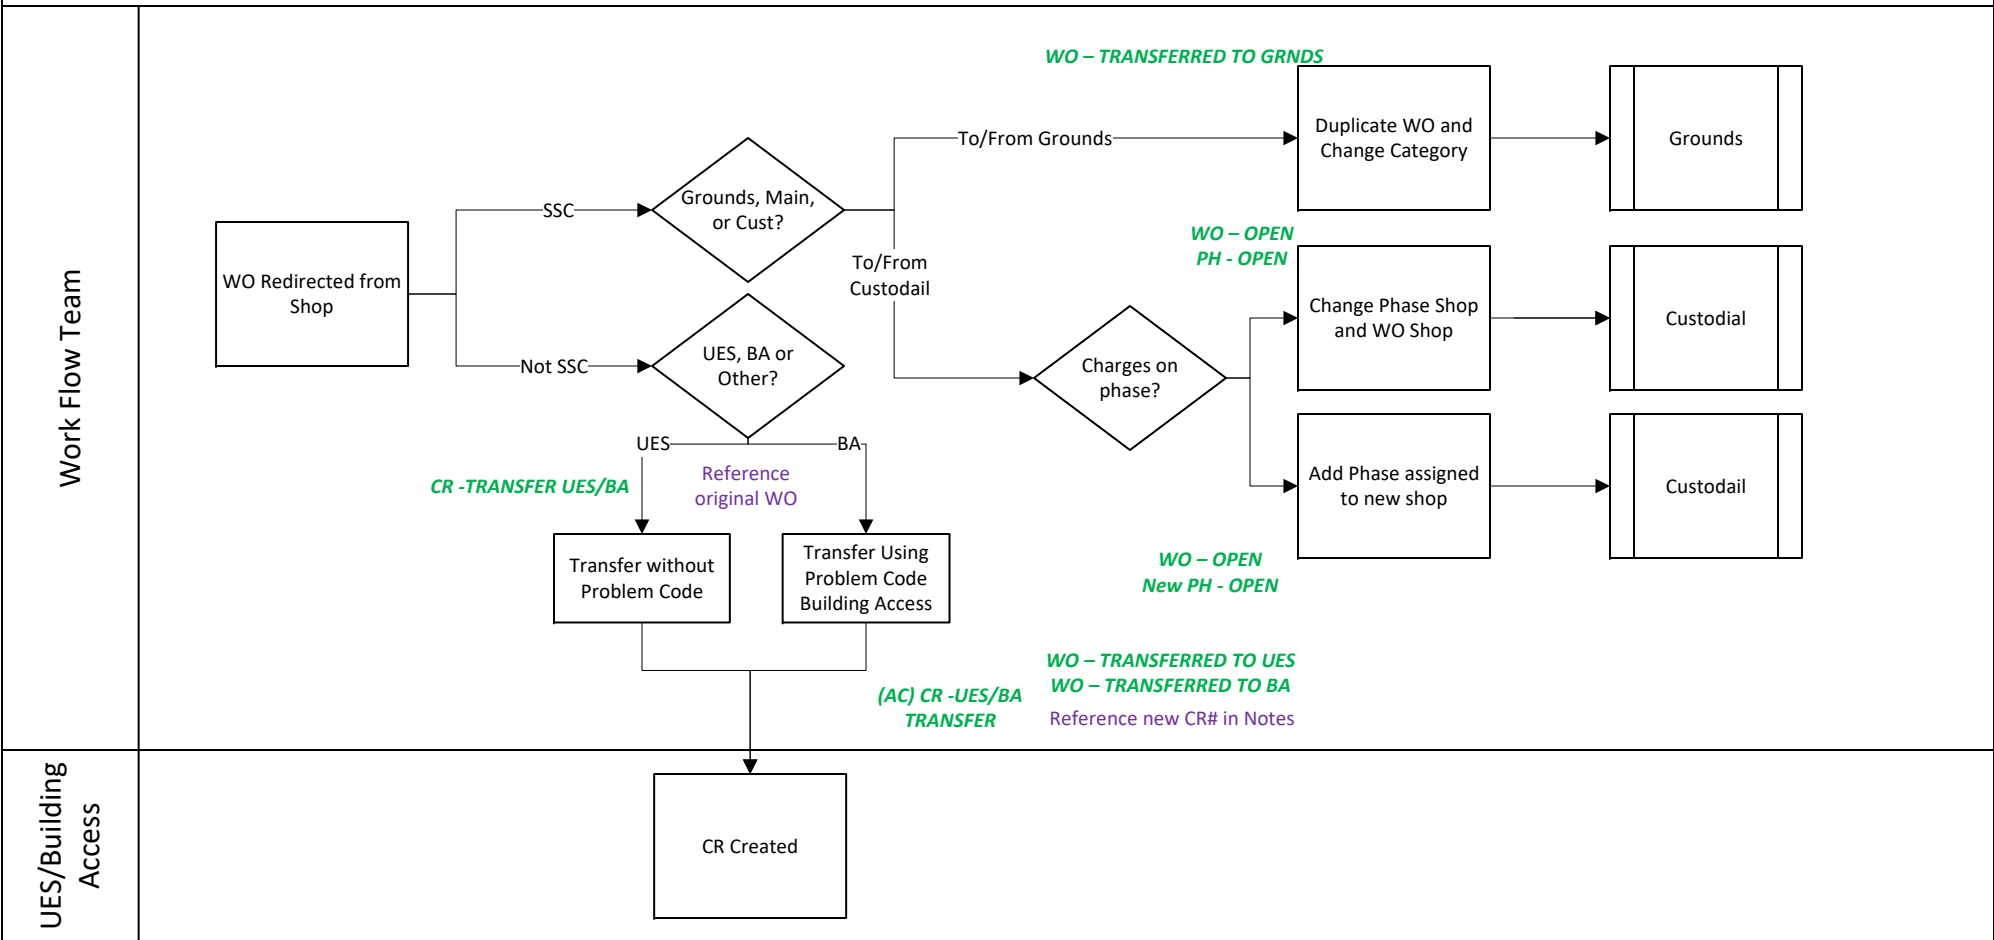 Work Flow Team
WO – TRANSFERRED TO GRNDS
To/From Grounds
Duplicate WO and
Change Category
Grounds
Grounds, Main,
or Cust?
SSC
WO Redirected from
Shop
Not SSC
UES, BA or
Other?
To/From
Custodail
WO – OPEN
PH - OPEN
Change Phase Shop
and WO Shop
Custodial
Charges on
phase?
Add Phase assigned
to new shop
Custodail
WO – OPEN
New PH - OPEN
UES
BA
CR -TRANSFER UES/BA
Reference
original WO
Transfer without
Problem Code
Transfer Using
Problem Code
Building Access
(AC) CR -UES/BA
TRANSFER
WO – TRANSFERRED TO UES
WO – TRANSFERRED TO BA
Reference new CR# in Notes
UES/Building
Access
CR Created